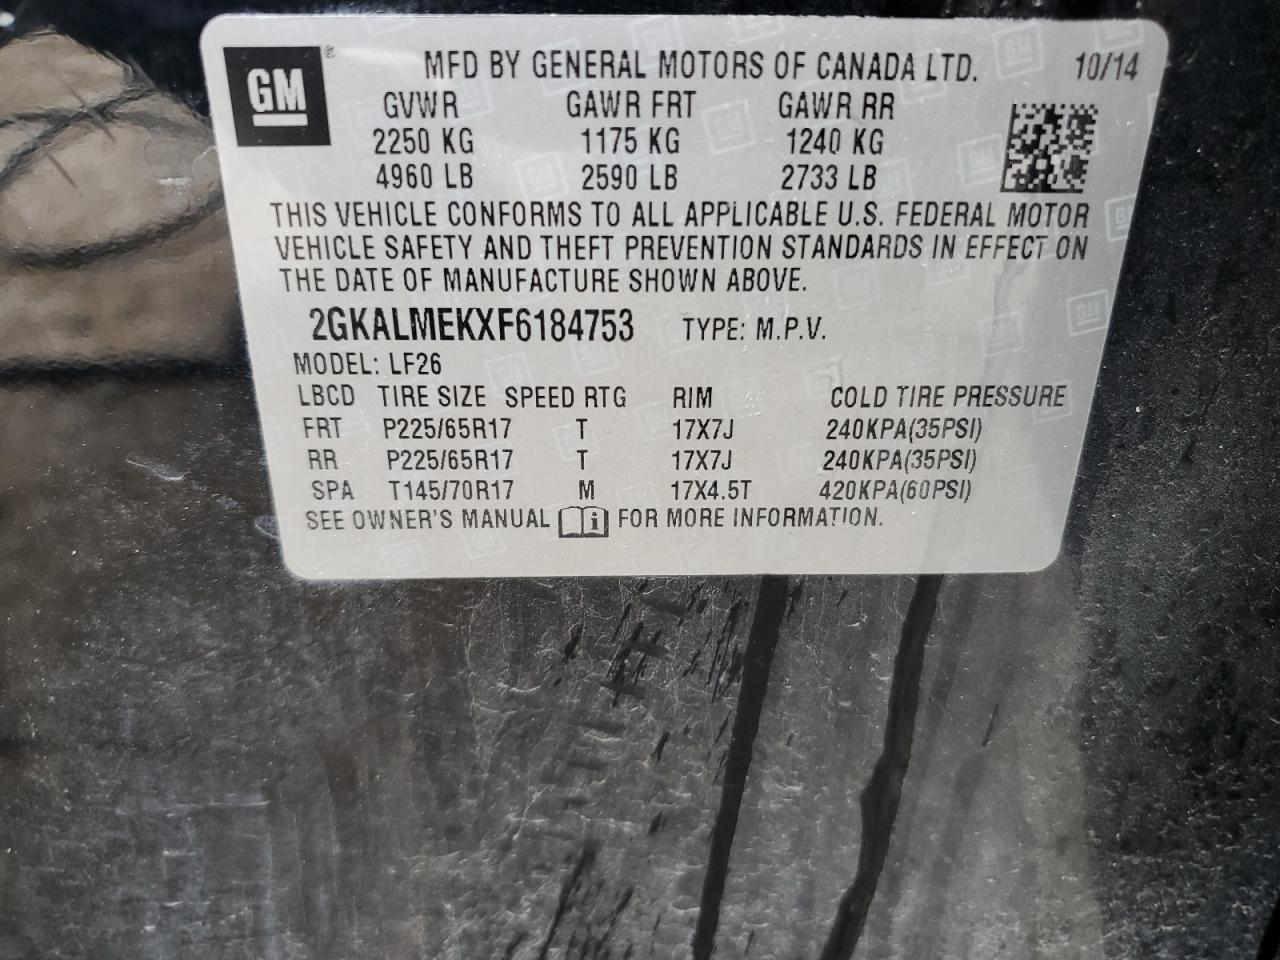 GM ® MFD BY GENERAL MOTORS OF CANADA LTD. 10/14
GVWR GAWR FRT GAWR RR
2250 KG 1175 KG 1240 KG
4960 LB 2590 LB 2733 LB
THIS VEHICLE CONFORMS TO ALL APPLICABLE U.S. FEDERAL MOTOR
VEHICLE SAFETY AND THEFT PREVENTION STANDARDS IN EFFECT ON
THE DATE OF MANUFACTURE SHOWN ABOVE.
2GKALMEKXF6184753 TYPE: M.P.V.
MODEL: LF26
LBCD TIRE SIZE SPEED RTG RIM COLD TIRE PRESSURE
FRT P225/65R17 T 17X7J 240KPA(35PSI)
RR P225/65R17 T 17X7J 240KPA(35PSI)
SPA T145/70R17 M 17X4.5T 420KPA(60PSI)
SEE OWNER'S MANUAL i FOR MORE INFORMATION.